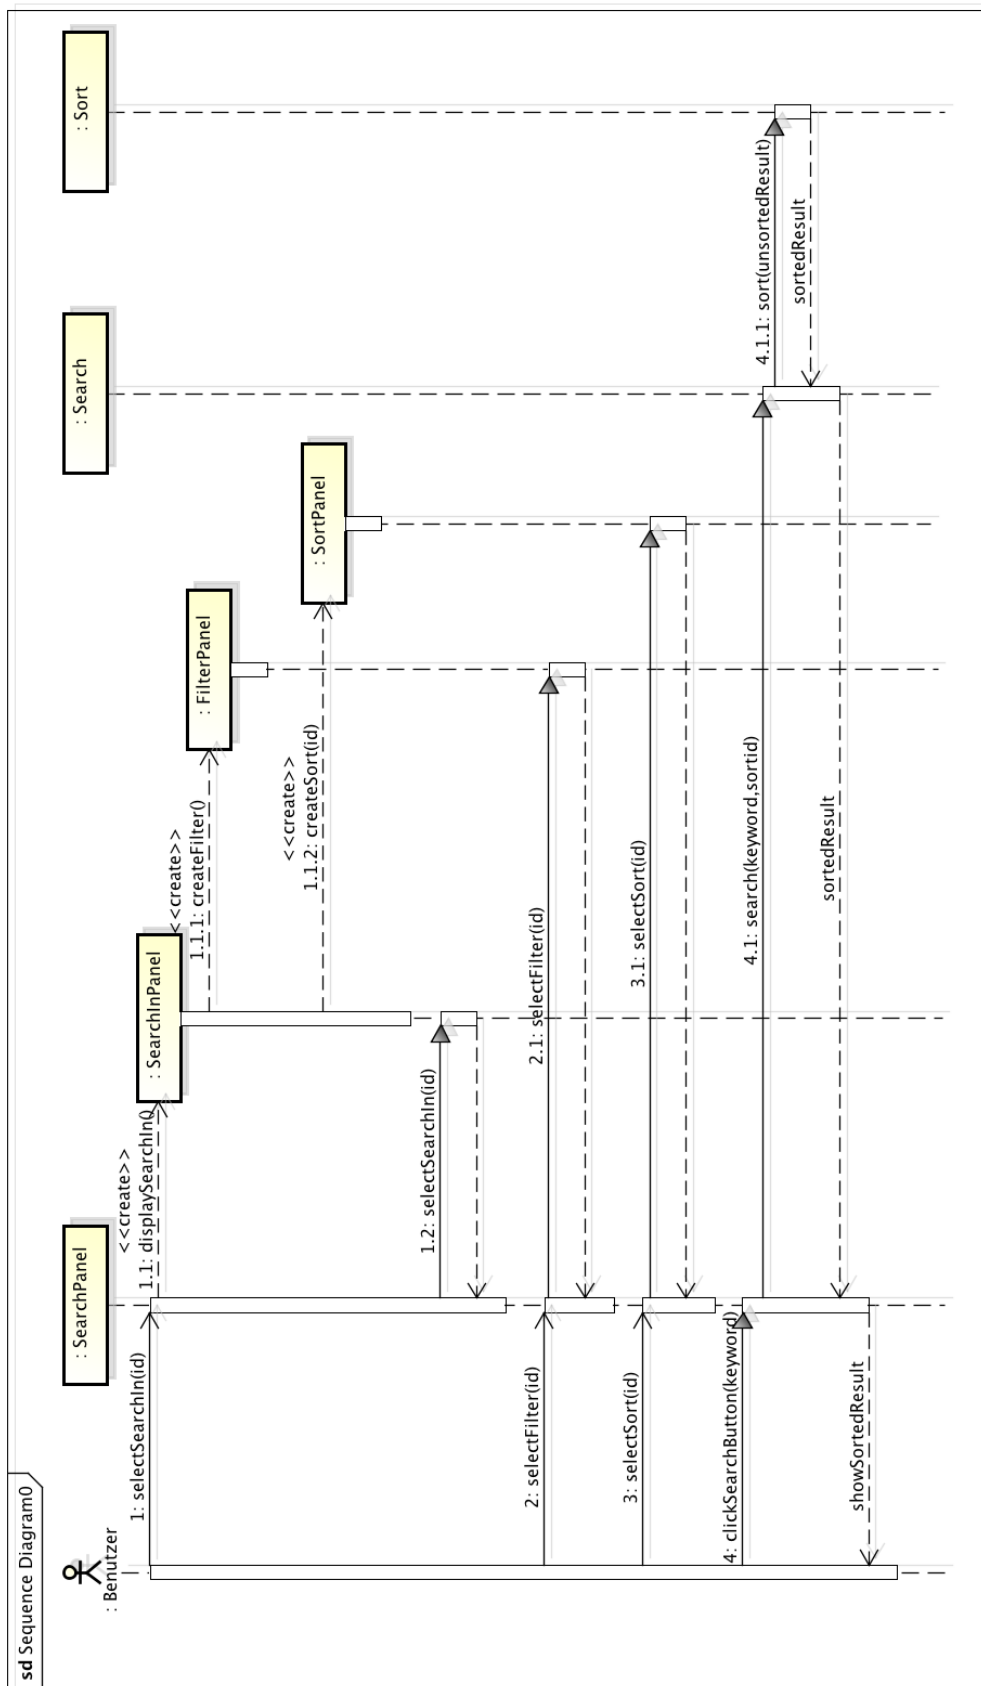 sd Sequence Diagram0
: Benutzer
: SearchPanel
: SearchInPanel
: FilterPanel
: SortPanel
: Search
: Sort
1: selectSearchIn(id)
<<create>>
1.1: displaySearchIn()
<<create>>
1.1.1: createFilter()
<<create>>
1.1.2: createSort(id)
1.2: selectSearchIn(id)
2: selectFilter(id)
2.1: selectFilter(id)
3: selectSort(id)
3.1: selectSort(id)
4: clickSearchButton(keyword)
4.1: search(keyword,sortid)
4.1.1: sort(unsortedResult)
sortedResult
sortedResult
showSortedResult